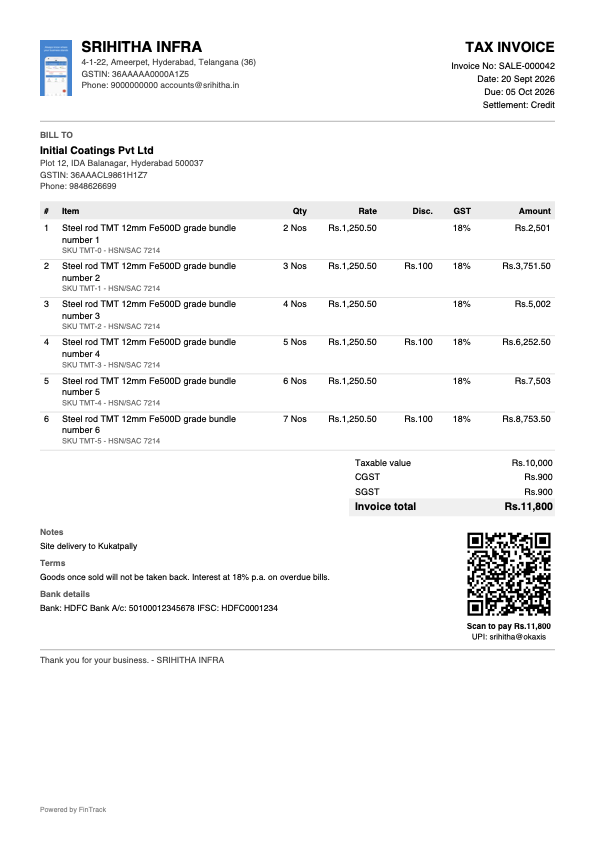 SRIHITHA INFRA
4-1-22, Ameerpet, Hyderabad, Telangana (36)
GSTIN: 36AAAAA0000A1Z5
Phone: 9000000000 accounts@srihitha.in
TAX INVOICE
Invoice No: SALE-000042
Date: 20 Sept 2026
Due: 05 Oct 2026
Settlement: Credit
BILL TO
Initial Coatings Pvt Ltd
Plot 12, IDA Balanagar, Hyderabad 500037
GSTIN: 36AAACL9861H1Z7
Phone: 9848626699
# Item Qty Rate Disc. GST Amount
1 Steel rod TMT 12mm Fe500D grade bundle 2 Nos Rs.1,250.50 18% Rs.2,501
number 1
SKU TMT-0 - HSN/SAC 7214
2 Steel rod TMT 12mm Fe500D grade bundle 3 Nos Rs.1,250.50 Rs.100 18% Rs.3,751.50
number 2
SKU TMT-1 - HSN/SAC 7214
3 Steel rod TMT 12mm Fe500D grade bundle 4 Nos Rs.1,250.50 18% Rs.5,002
number 3
SKU TMT-2 - HSN/SAC 7214
4 Steel rod TMT 12mm Fe500D grade bundle 5 Nos Rs.1,250.50 Rs.100 18% Rs.6,252.50
number 4
SKU TMT-3 - HSN/SAC 7214
5 Steel rod TMT 12mm Fe500D grade bundle 6 Nos Rs.1,250.50 18% Rs.7,503
number 5
SKU TMT-4 - HSN/SAC 7214
6 Steel rod TMT 12mm Fe500D grade bundle 7 Nos Rs.1,250.50 Rs.100 18% Rs.8,753.50
number 6
SKU TMT-5 - HSN/SAC 7214
Taxable value Rs.10,000
CGST Rs.900
SGST Rs.900
Invoice total Rs.11,800
Notes
Site delivery to Kukatpally
Terms
Goods once sold will not be taken back. Interest at 18% p.a. on overdue bills.
Bank details
Bank: HDFC Bank A/c: 50100012345678 IFSC: HDFC0001234
Scan to pay Rs.11,800
UPI: srihitha@okaxis
Thank you for your business. - SRIHITHA INFRA
Powered by FinTrack